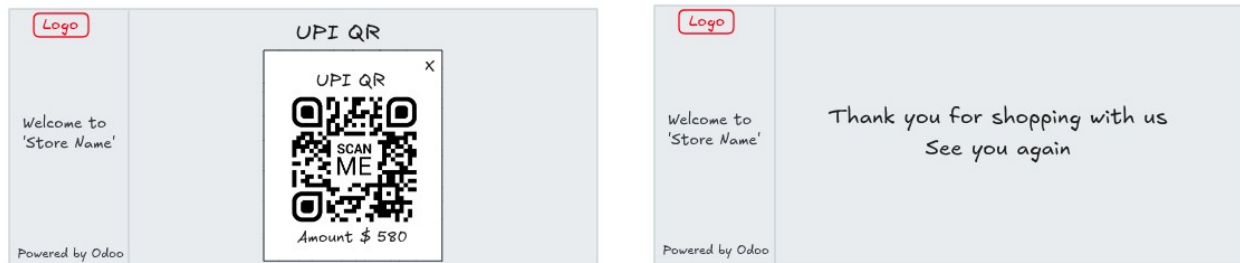 Logo
UPI QR
X
UPI QR
SCAN
ME
Amount $ 580
Welcome to
'Store Name'
Powered by Odoo
Logo
Welcome to
'Store Name'
Thank you for shopping with us
See you again
Powered by Odoo